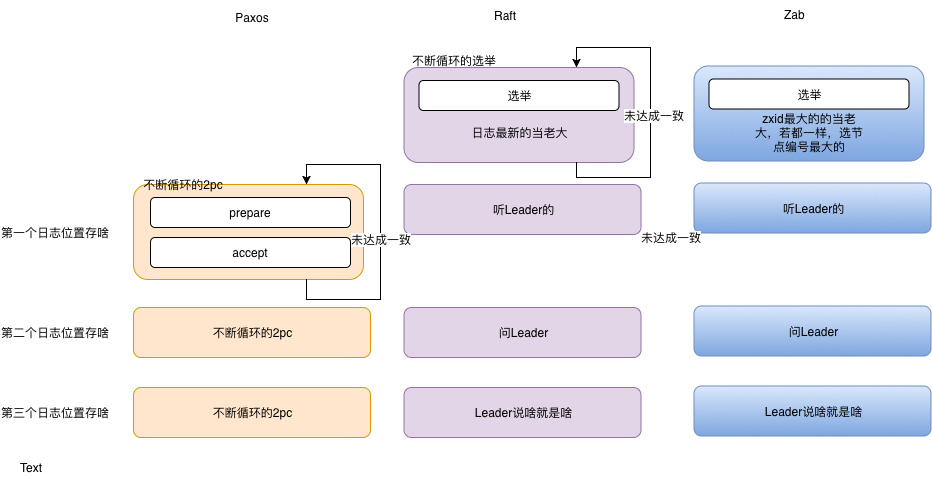 Paxos
Raft
Zab
不断循环的选举
选举
未达成一致
日志最新的当老大
选举
zxid最大的的当老
大，若都一样，选节
点编号最大的
第一个日志位置存啥
不断循环的2pc
prepare
accept
未达成一致
听Leader的
未达成一致
听Leader的
第二个日志位置存啥
不断循环的2pc
问Leader
问Leader
第三个日志位置存啥
不断循环的2pc
Leader说啥就是啥
Leader说啥就是啥
Text